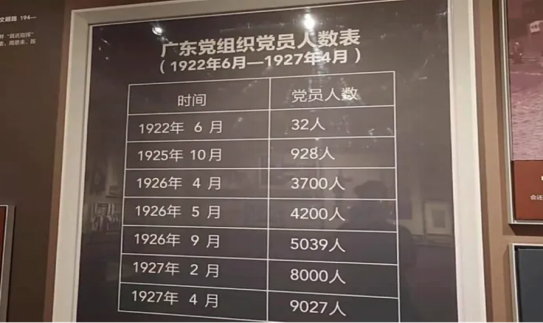 广东党组织党员人数表
（1922年6月—1927年4月）
时间 党员人数
1922年 6 月 32人
1925年 10 月 928人
1926年 4 月 3700人
1926年 5 月 4200人
1926年 9 月 5039人
1927年 2 月 8000人
1927年 4 月 9027人